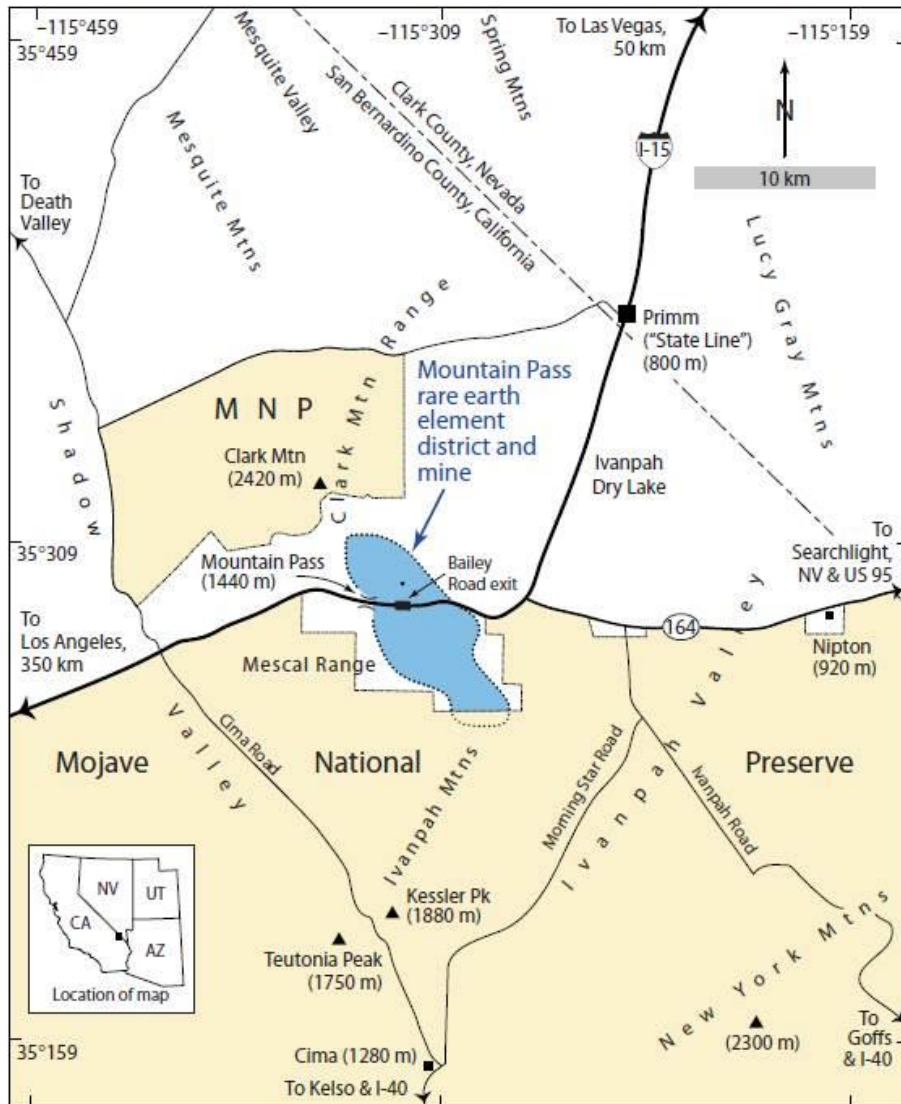 –115°459
–115°309
–115°159
35°459
To Las Vegas,
50 km
Mesquite Valley
Spring Mtns
Clark County, Nevada
San Bernardino County, California
N
I-15
10 km
Mesquite Mtns
To
Death
Valley
Lucy Gray Mtns
Primm
("State Line")
(800 m)
Clark Mtn Range
Mountain Pass
rare earth
element
district and
mine
MNP
Clark Mtn
(2420 m)
Ivanpah
Dry Lake
Shadow
Valley
35°309
To
Searchlight,
NV & US 95
Mountain Pass
(1440 m)
Bailey
Road exit
164
To
Los Angeles,
350 km
Mescal Range
Nipton
(920 m)
Cima Road
Mojave
National
Preserve
Ivanpah Mtns
Morning Star Road
Ivanpah Valley
Ivanpah Road
NV
UT
CA
AZ
Location of map
Kessler Pk
(1880 m)
Teutonia Peak
(1750 m)
New York Mtns
(2300 m)
To
Goffs
& I-40
35°159
Cima (1280 m)
To Kelso & I-40